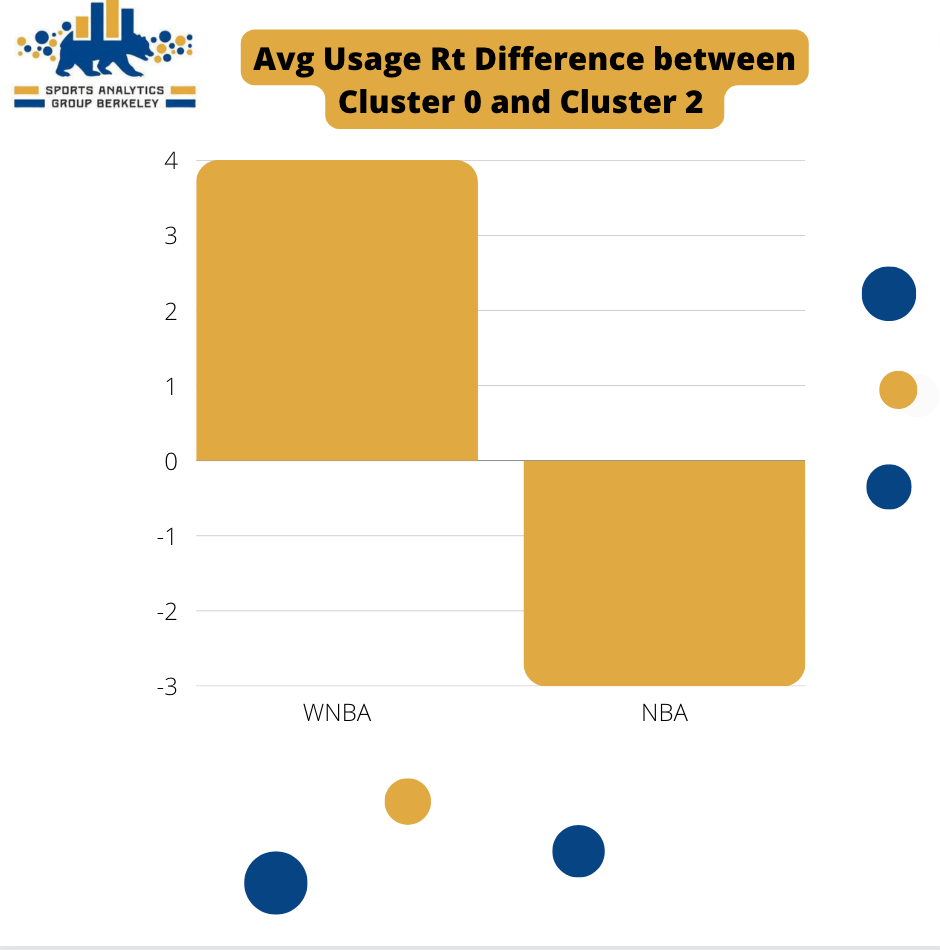 SPORTS ANALYTICS
GROUP BERKELEY
Avg Usage Rt Difference between
Cluster 0 and Cluster 2
4
3
2
1
0
-1
-2
-3
WNBA
NBA